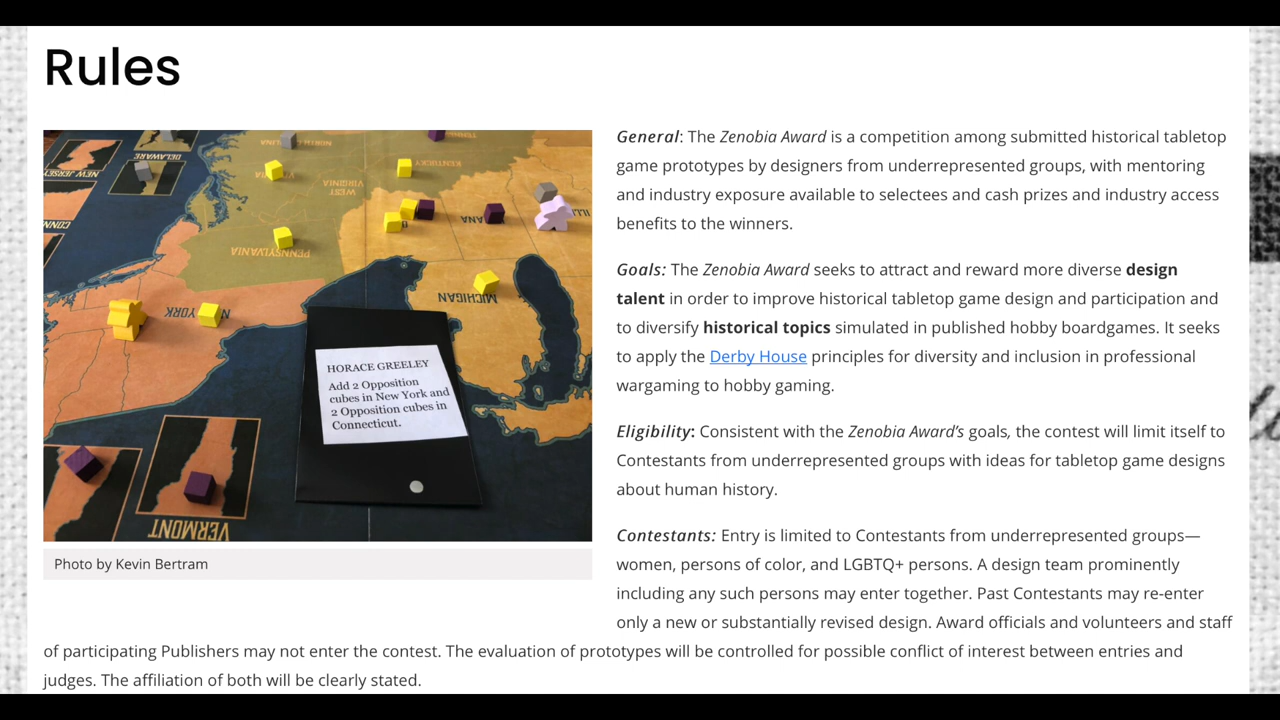 Rules
NEW JERSEY
DELAWARE
VIRGINIA
KENTUCKY
WEST
VIRGINIA
PENNSYLVANIA
MICHIGAN
YORK
HORACE GREELEY
Add 2 Opposition
cubes in New York and
2 Opposition cubes in
Connecticut.
VERMONT
Photo by Kevin Bertram
General: The Zenobia Award is a competition among submitted historical tabletop
game prototypes by designers from underrepresented groups, with mentoring
and industry exposure available to selectees and cash prizes and industry access
benefits to the winners.
Goals: The Zenobia Award seeks to attract and reward more diverse design
talent in order to improve historical tabletop game design and participation and
to diversify historical topics simulated in published hobby boardgames. It seeks
to apply the Derby House principles for diversity and inclusion in professional
wargaming to hobby gaming.
Eligibility: Consistent with the Zenobia Award's goals, the contest will limit itself to
Contestants from underrepresented groups with ideas for tabletop game designs
about human history.
Contestants: Entry is limited to Contestants from underrepresented groups—
women, persons of color, and LGBTQ+ persons. A design team prominently
including any such persons may enter together. Past Contestants may re-enter
only a new or substantially revised design. Award officials and volunteers and staff
of participating Publishers may not enter the contest. The evaluation of prototypes will be controlled for possible conflict of interest between entries and
judges. The affiliation of both will be clearly stated.